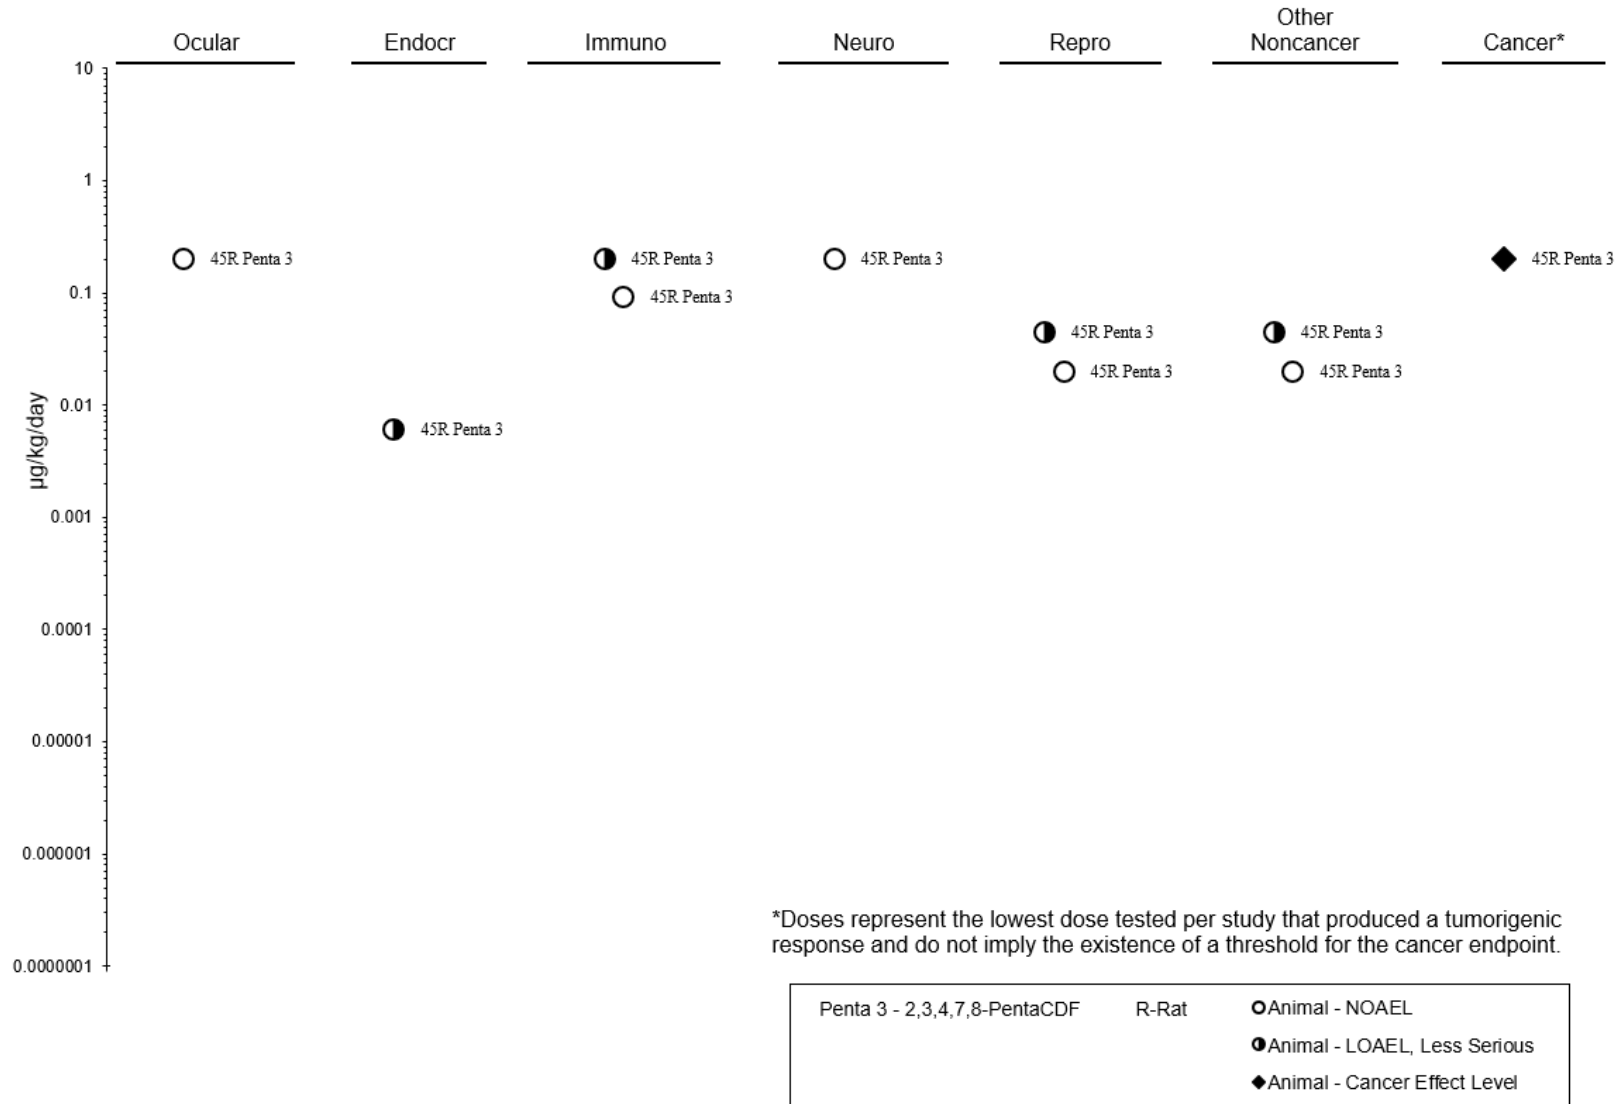 Ocular
Endocr
Immuno
Neuro
Repro
Other
Noncancer
Cancer*
10
1
0.1
0.01
0.001
0.0001
0.00001
0.000001
0.0000001
µg/kg/day
45R Penta 3
45R Penta 3
45R Penta 3
45R Penta 3
45R Penta 3
45R Penta 3
45R Penta 3
45R Penta 3
45R Penta 3
45R Penta 3
*Doses represent the lowest dose tested per study that produced a tumorigenic
response and do not imply the existence of a threshold for the cancer endpoint.
Penta 3 - 2,3,4,7,8-PentaCDF
R-Rat
Animal - NOAEL
Animal - LOAEL, Less Serious
Animal - Cancer Effect Level